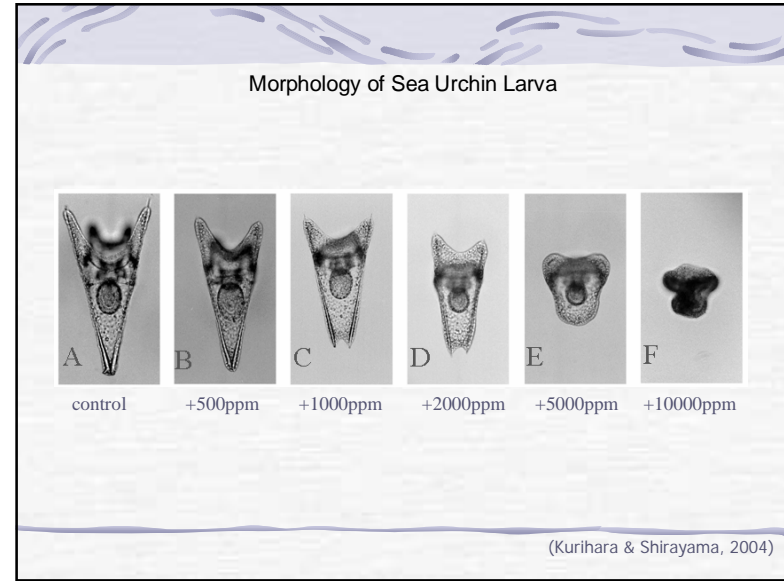 Morphology of Sea Urchin Larva
A B C D E F
control +500ppm +1000ppm +2000ppm +5000ppm +10000ppm
(Kurihara & Shirayama, 2004)